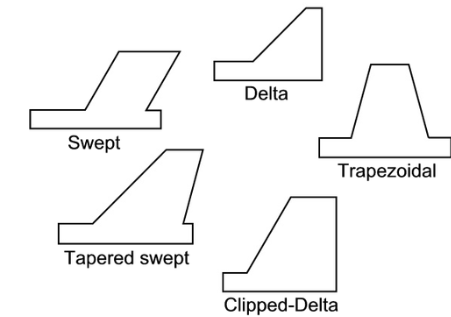 Delta
Swept
Trapezoidal
Tapered swept
Clipped-Delta